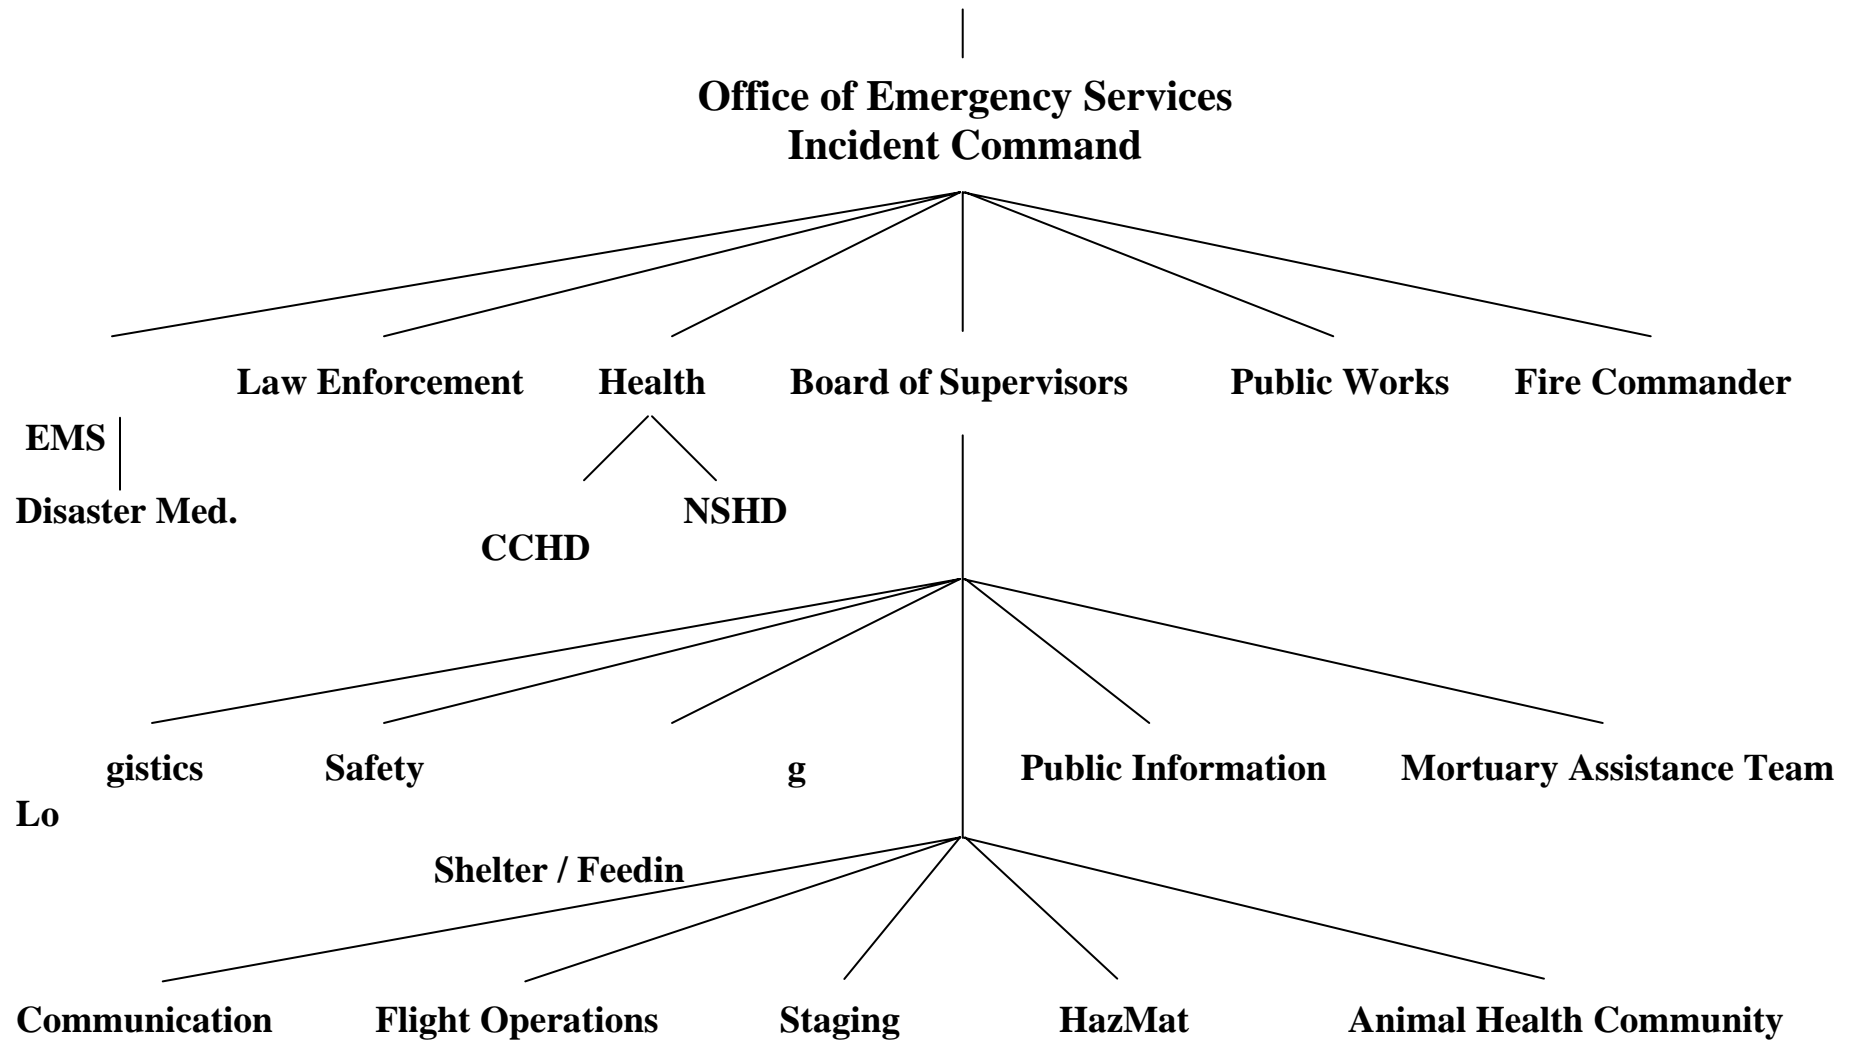 Office of Emergency Services
Incident Command
Law Enforcement
Health
Board of Supervisors
Public Works
Fire Commander
EMS
Disaster Med.
NSHD
CCHD
gistics
Safety
g
Public Information
Mortuary Assistance Team
Lo
Shelter / Feedin
Communication
Flight Operations
Staging
HazMat
Animal Health Community